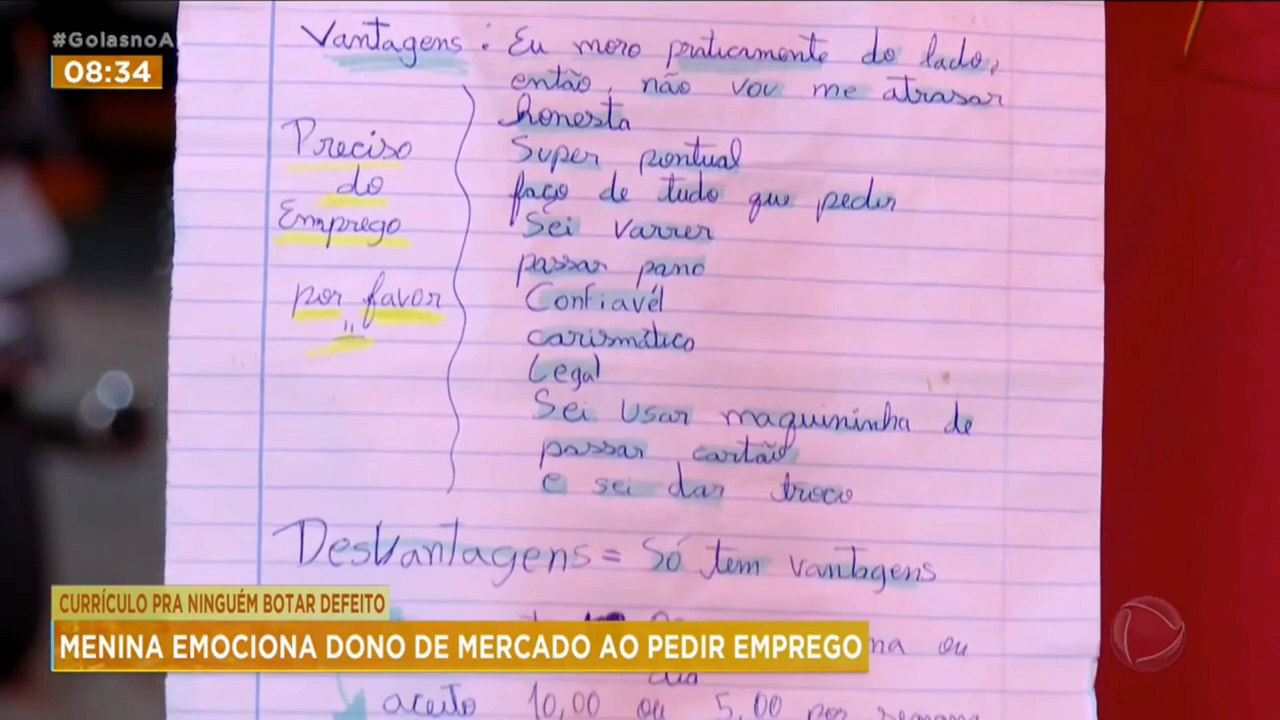 #GolasnoA
08:34
Vantagens: Eu moro praticamente do lado,
então, não vou me atrasar
honesta
Super pontual
faço de tudo que pedir
Sei varrer
passar pano
Confiavél
carismático
Legal
Sei usar maquininha de
passar cartão
e sei dar troco
Preciso
do
Emprego
por favor
Desvantagens = Só tem vantagens
ou
aceito 10,00 ou 5,00 por semana
CURRÍCULO PRA NINGUÉM BOTAR DEFEITO
MENINA EMOCIONA DONO DE MERCADO AO PEDIR EMPREGO